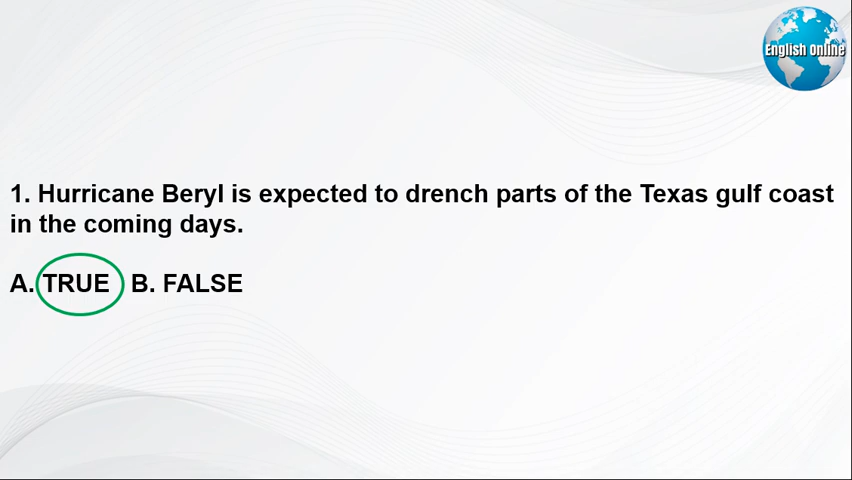 English Online
1. Hurricane Beryl is expected to drench parts of the Texas gulf coast
in the coming days.
A. TRUE B. FALSE